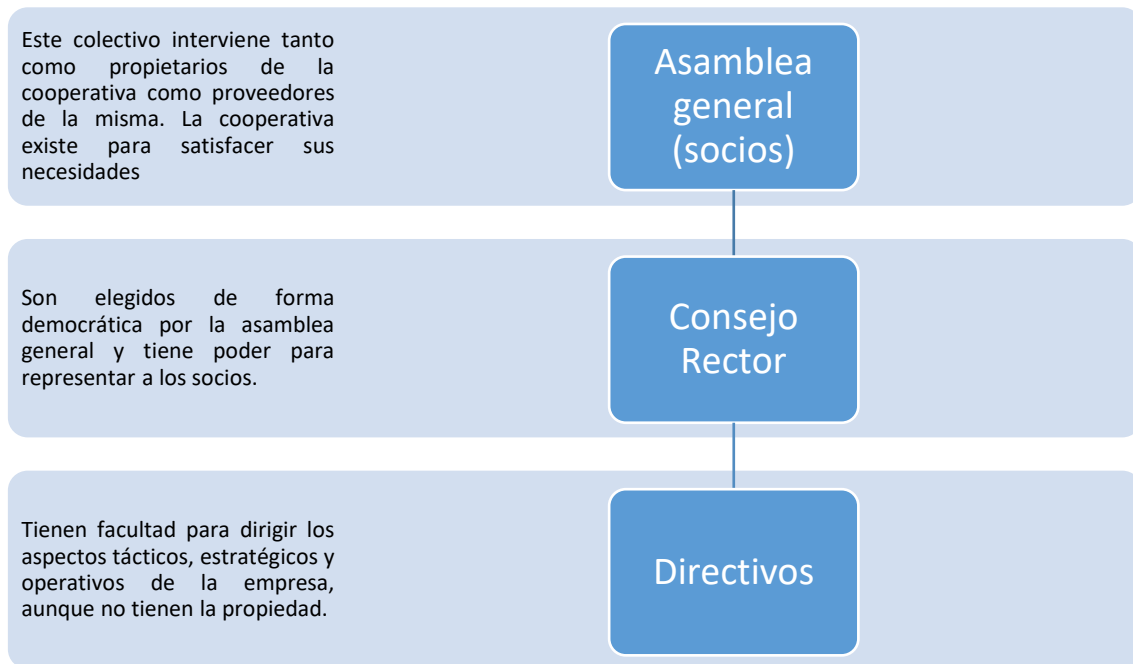 Este colectivo interviene tanto
como propietarios de la
cooperativa como proveedores
de la misma. La cooperativa
existe para satisfacer sus
necesidades
Asamblea
general
(socios)
Son elegidos de forma
democrática por la asamblea
general y tiene poder para
representar a los socios.
Consejo
Rector
Tienen facultad para dirigir los
aspectos tácticos, estratégicos y
operativos de la empresa,
aunque no tienen la propiedad.
Directivos